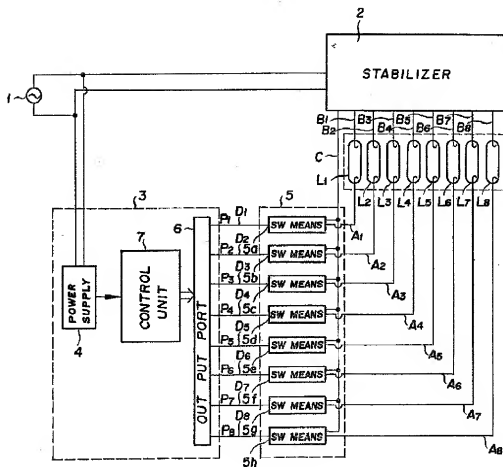 2
STABILIZER
1
B1 B3 B5 B7
B2 B4 B6 B8
C
L1
L2 L3 L4 L5 L6 L7 L8
3
5
7
6
P1 D1
SW MEANS
A1
D2
P2 5a
SW MEANS
A2
D3
P3 5b
SW MEANS
A3
D4
P4 5c
SW MEANS
A4
D5
P5 5d
SW MEANS
A5
D6
P6 5e
SW MEANS
A6
D7
P7 5f
SW MEANS
A7
D8
P8 5g
SW MEANS
A8
5h
POWER SUPPLY
4
CONTROL UNIT
OUT PUT PORT